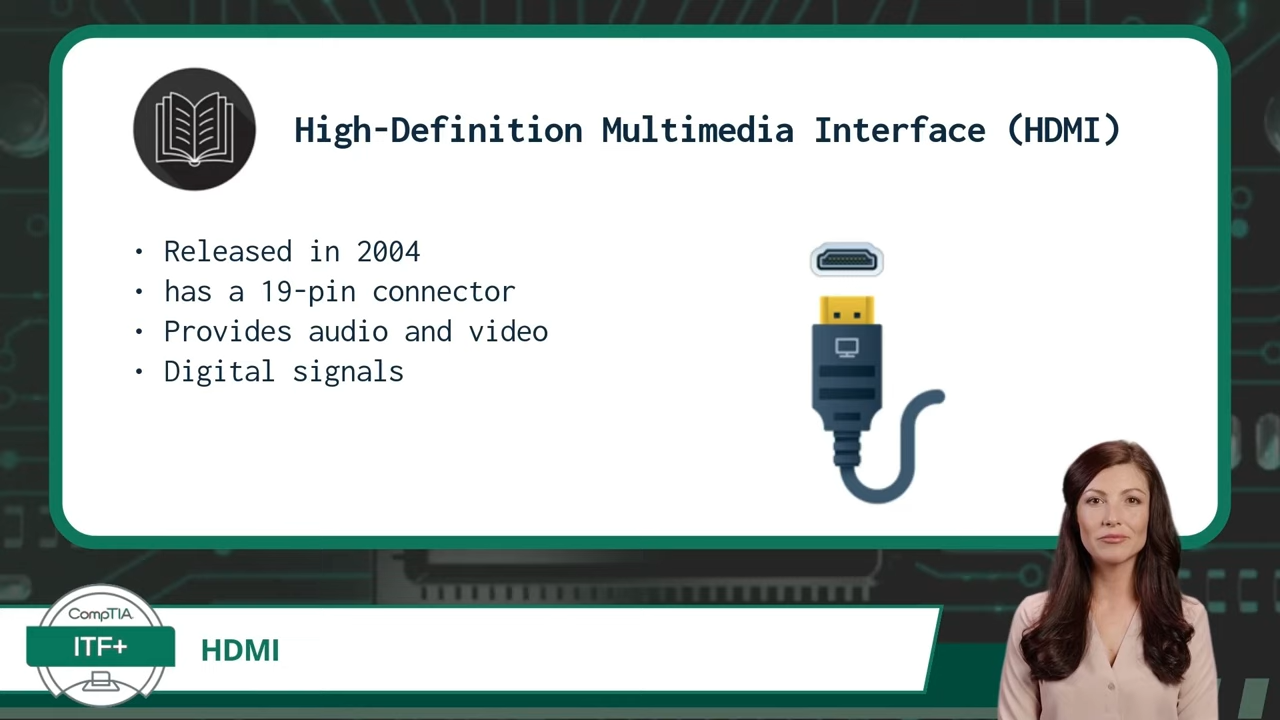 High-Definition Multimedia Interface (HDMI)
• Released in 2004
• has a 19-pin connector
• Provides audio and video
• Digital signals
CompTIA.
ITF+
HDMI